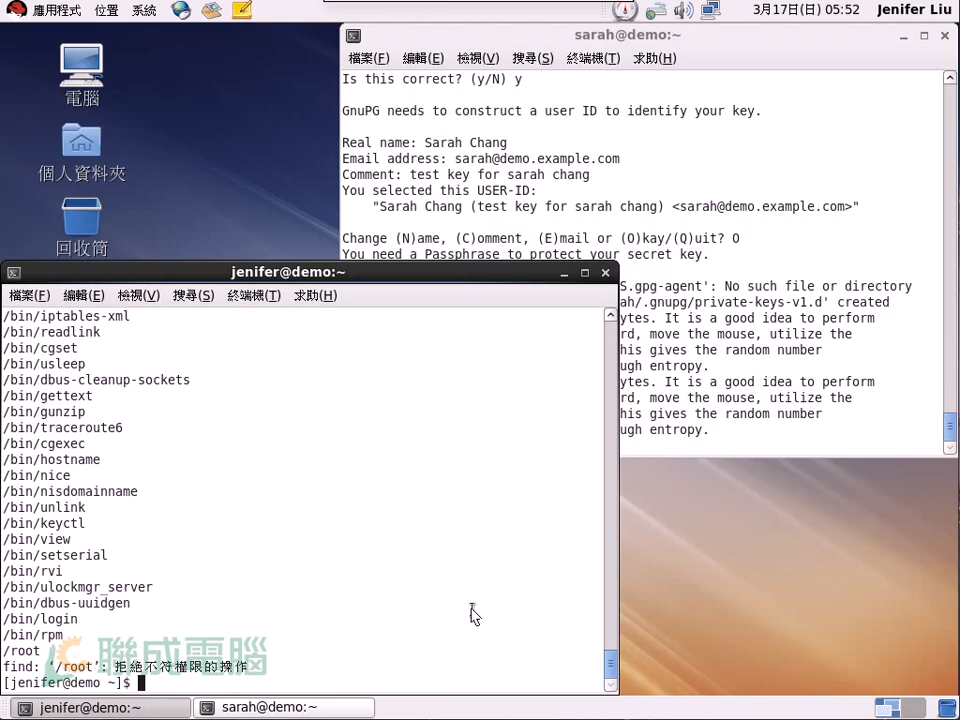 應用程式 位置 系統 3月17日(日) 05:52 Jenifer Liu
電腦
個人資料夾
回收筒
sarah@demo:~
檔案(F) 編輯(E) 檢視(V) 搜尋(S) 終端機(T) 求助(H)
Is this correct? (y/N) y
GnuPG needs to construct a user ID to identify your key.
Real name: Sarah Chang
Email address: sarah@demo.example.com
Comment: test key for sarah chang
You selected this USER-ID:
"Sarah Chang (test key for sarah chang) <sarah@demo.example.com>"
Change (N)ame, (C)omment, (E)mail or (O)kay/(Q)uit? O
You need a Passphrase to protect your secret key.
S.gpg-agent': No such file or directory
ah/.gnupg/private-keys-v1.d' created
ytes. It is a good idea to perform
rd, move the mouse, utilize the
his gives the random number
ugh entropy.
ytes. It is a good idea to perform
rd, move the mouse, utilize the
his gives the random number
ugh entropy.
jenifer@demo:~
檔案(F) 編輯(E) 檢視(V) 搜尋(S) 終端機(T) 求助(H)
/bin/iptables-xml
/bin/readlink
/bin/cgset
/bin/usleep
/bin/dbus-cleanup-sockets
/bin/gettext
/bin/gunzip
/bin/traceroute6
/bin/cgexec
/bin/hostname
/bin/nice
/bin/nisdomainname
/bin/unlink
/bin/keyctl
/bin/view
/bin/setserial
/bin/rvi
/bin/ulockmgr_server
/bin/dbus-uuidgen
/bin/login
/bin/rpm
/root
find: ‘/root’: 拒絕不符權限的操作
[jenifer@demo ~]$
聯成電腦
jenifer@demo:~ sarah@demo:~